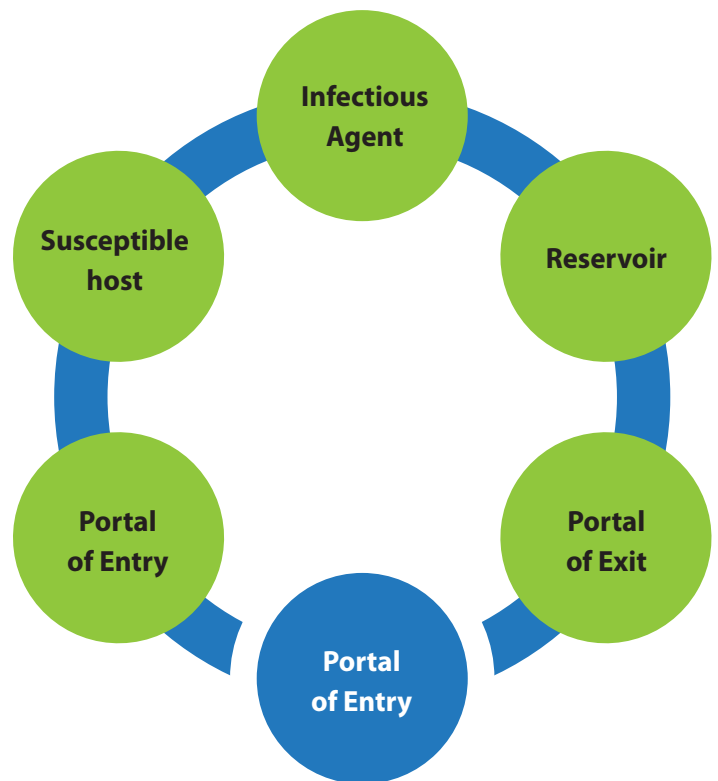 Infectious
Agent
Reservoir
Portal
of Exit
Portal
of Entry
Portal
of Entry
Susceptible
host